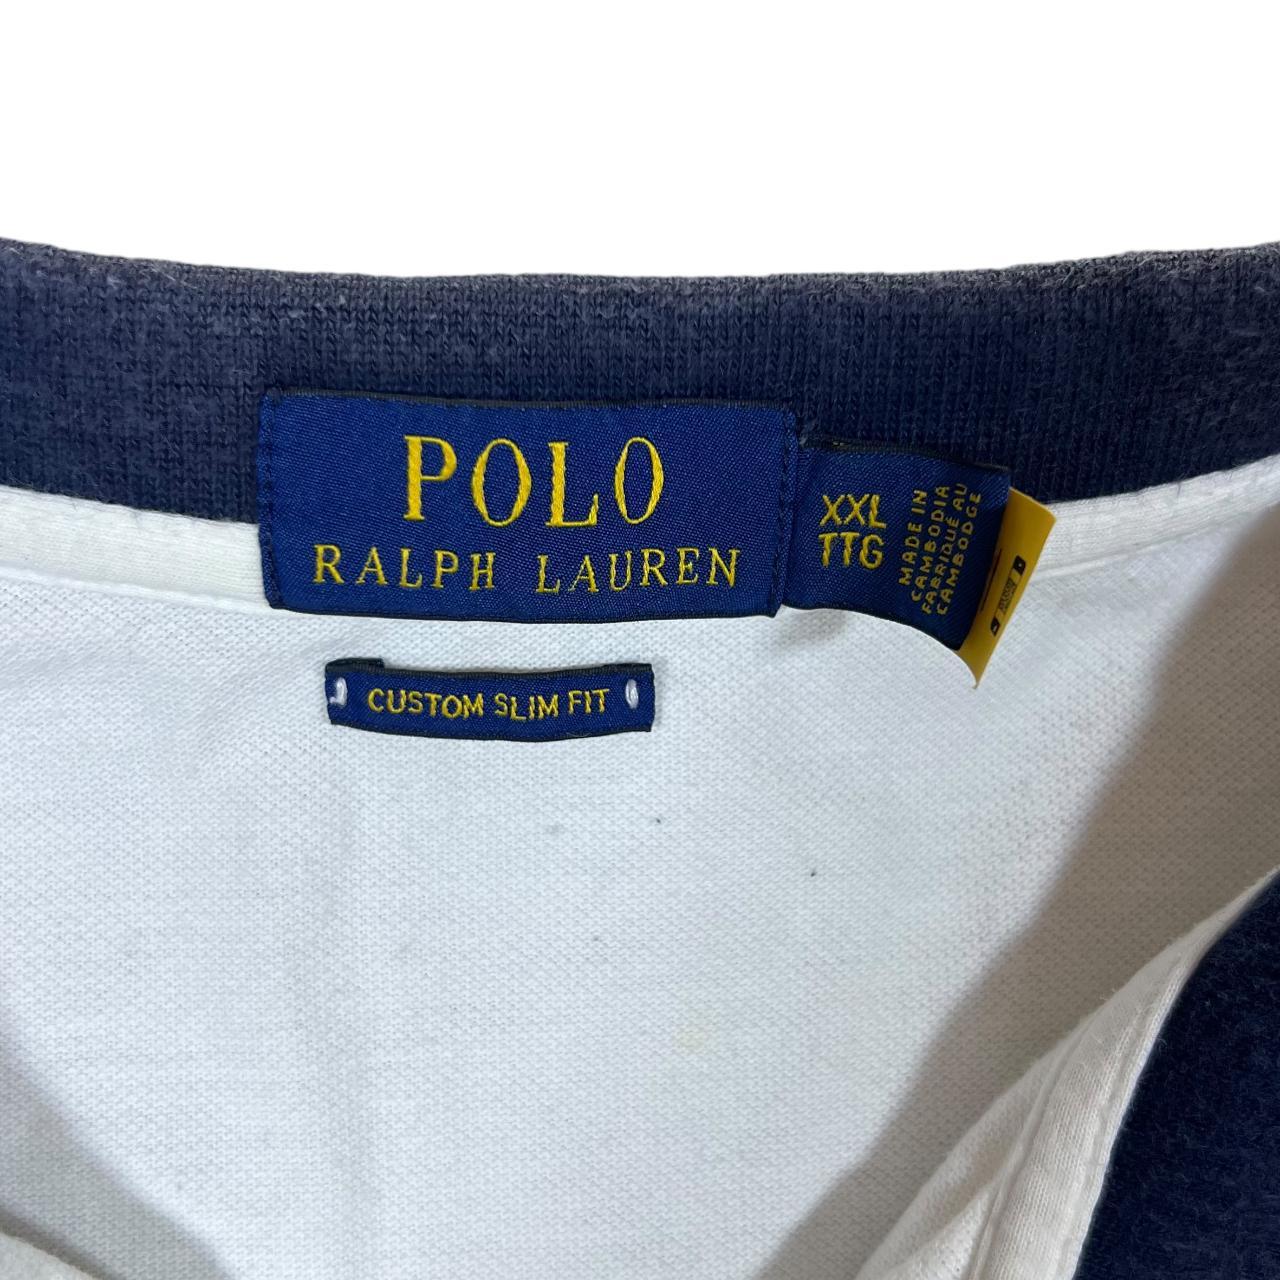 POLO
RALPH LAUREN
XXL
TTG
MADE IN
CAMBODIA
FABRIQUÉ AU
CAMBODGE
CUSTOM SLIM FIT